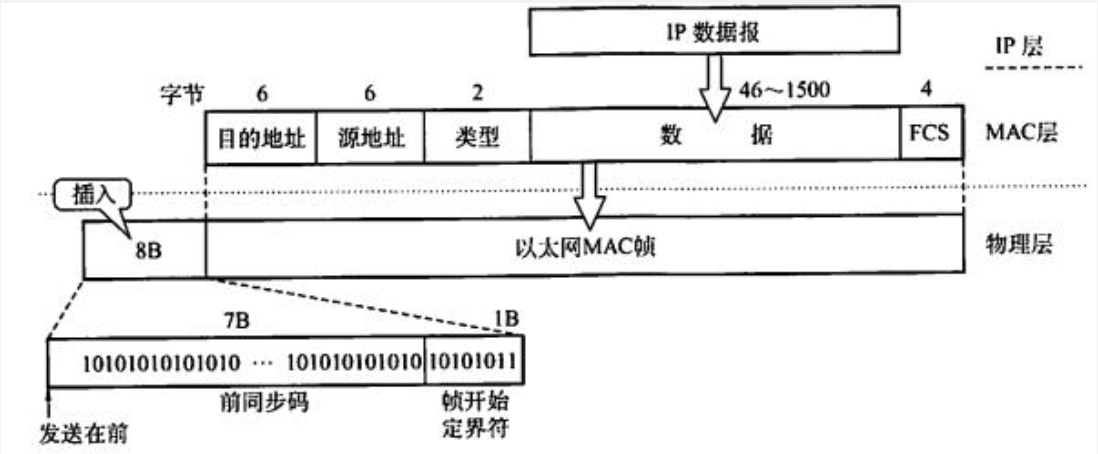 IP 数据报
IP 层
字节 6 6 2 46～1500 4
目的地址 源地址 类型 数 据 FCS MAC层
插入
8B 以太网MAC帧 物理层
7B 1B
10101010101010 … 101010101010 10101011
前同步码 帧开始
定界符
发送在前